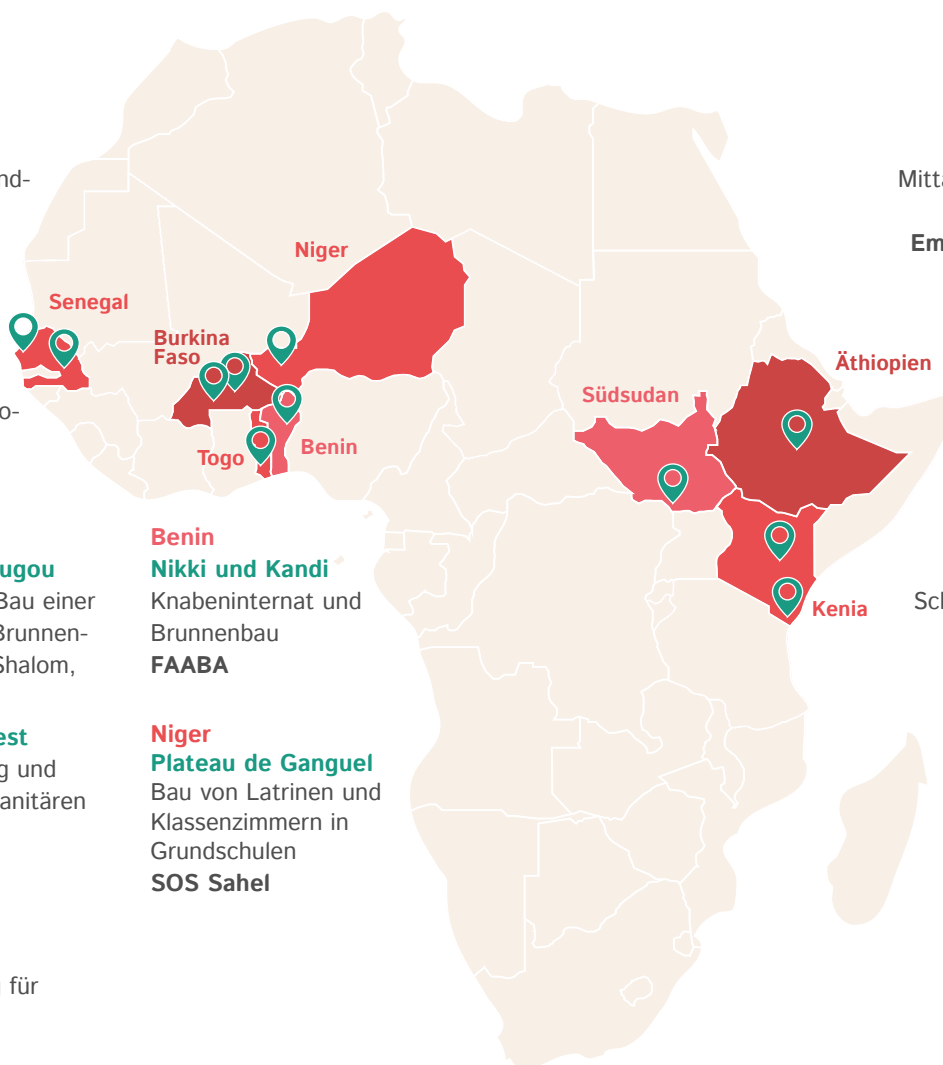 nd-
Mitta
Em
Niger
Senegal
Burkina
Faso
Äthiopien
Südsudan
o-
Togo
Benin
ugou
Bau einer
Brunnen-
Shalom,
est
g und
anitären
für
Benin
Nikki und Kandi
Knabeninternat und
Brunnenbau
FAABA
Niger
Plateau de Ganguel
Bau von Latrinen und
Klassenzimmern in
Grundschulen
SOS Sahel
Kenia
Sch